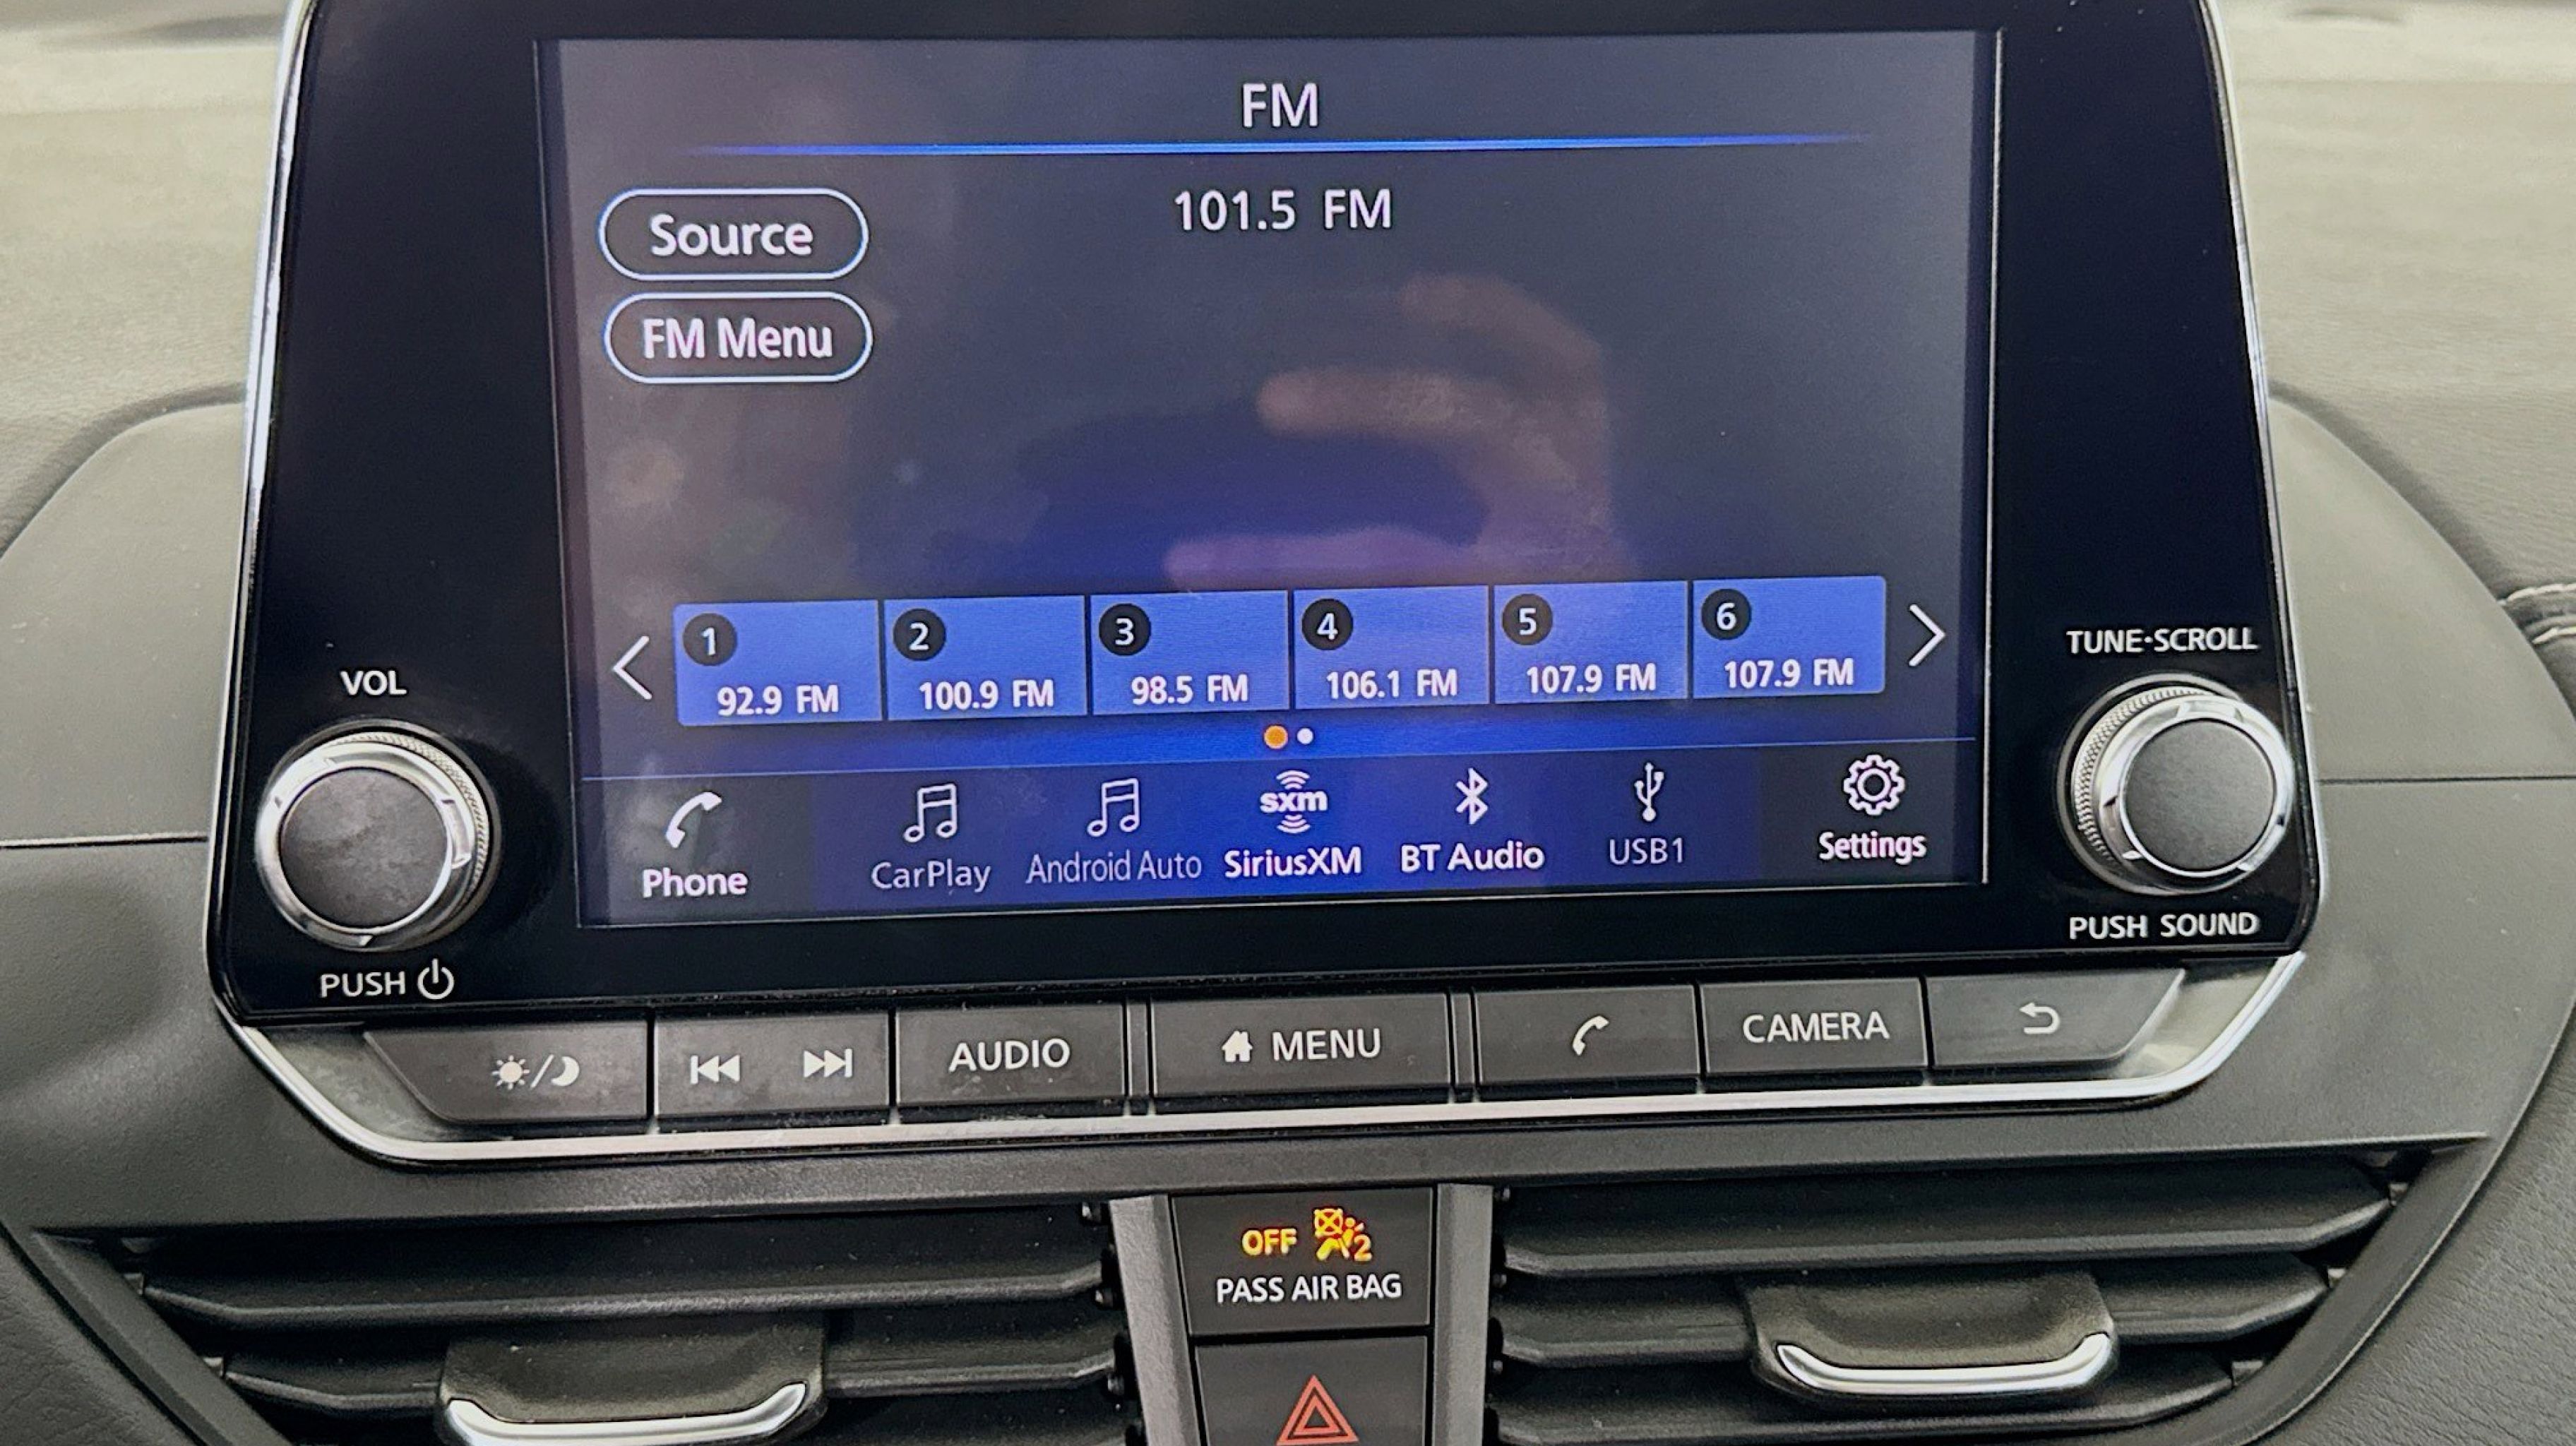 FM
101.5 FM
Source
FM Menu
1 2 3 4 5 6
92.9 FM 100.9 FM 98.5 FM 106.1 FM 107.9 FM 107.9 FM
VOL
TUNE·SCROLL
sxm
Phone CarPlay Android Auto SiriusXM BT Audio USB1 Settings
PUSH
PUSH SOUND
AUDIO MENU CAMERA
OFF 2
PASS AIR BAG